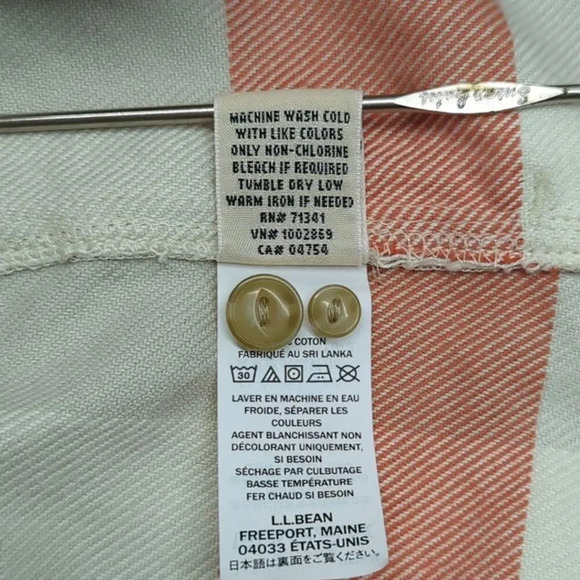 Susan Bates
MACHINE WASH COLD
WITH LIKE COLORS
ONLY NON-CHLORINE
BLEACH IF REQUIRED
TUMBLE DRY LOW
WARM IRON IF NEEDED
RN# 71341
VN# 1002869
CA# 04754
COTON
FABRIQUÉ AU SRI LANKA
30
LAVER EN MACHINE EN EAU
FROIDE, SÉPARER LES
COULEURS
AGENT BLANCHISSANT NON
DÉCOLORANT UNIQUEMENT,
SI BESOIN
SÉCHAGE PAR CULBUTAGE
BASSE TEMPÉRATURE
FER CHAUD SI BESOIN
L.L.BEAN
FREEPORT, MAINE
04033 ÉTATS-UNIS
日本語は裏面をご覧ください